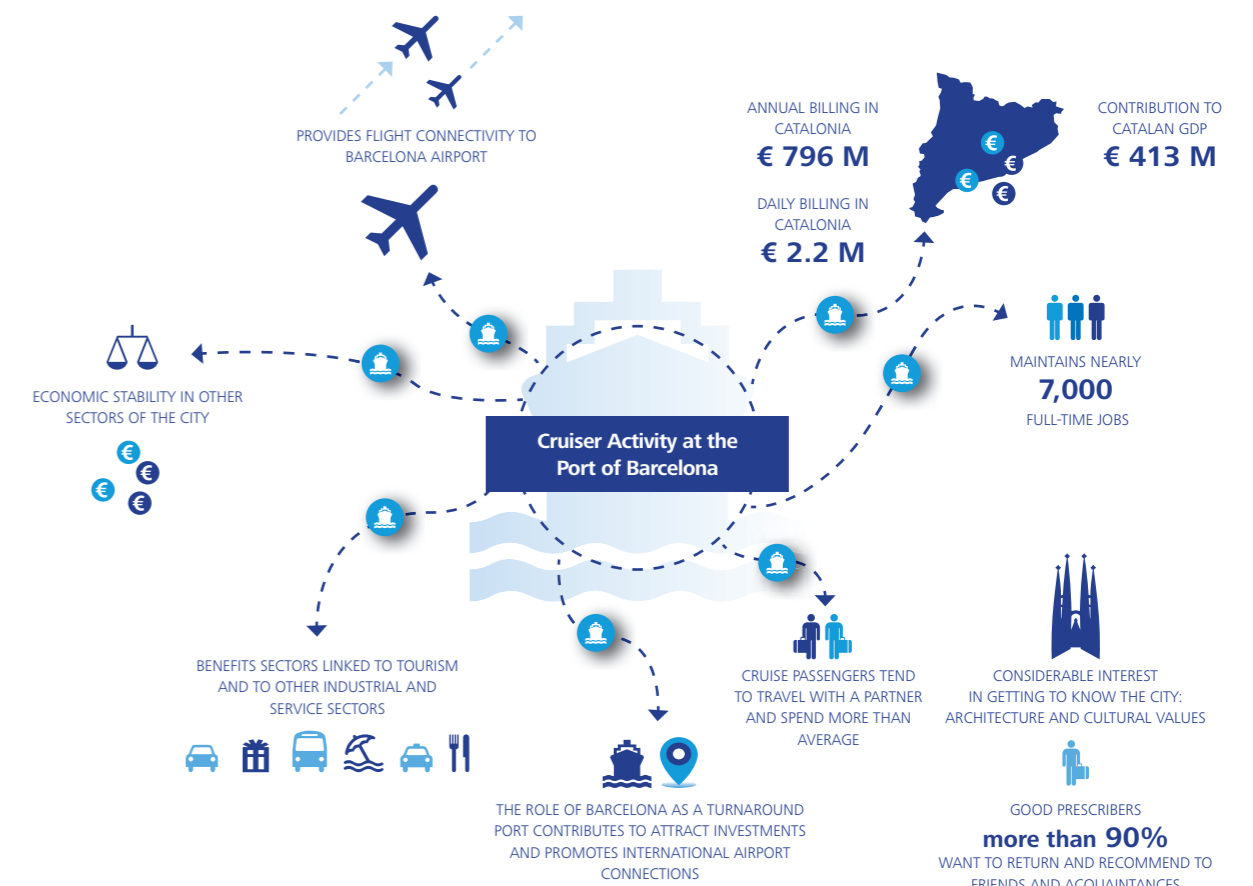 PROVIDES FLIGHT CONNECTIVITY TO
BARCELONA AIRPORT
ANNUAL BILLING IN
CATALONIA
€ 796 M
DAILY BILLING IN
CATALONIA
€ 2.2 M
€
€
€
€
CONTRIBUTION TO
CATALAN GDP
€ 413 M
ECONOMIC STABILITY IN OTHER
SECTORS OF THE CITY
€
€
€
€
Cruiser Activity at the
Port of Barcelona
MAINTAINS NEARLY
7,000
FULL-TIME JOBS
BENEFITS SECTORS LINKED TO TOURISM
AND TO OTHER INDUSTRIAL AND
SERVICE SECTORS
THE ROLE OF BARCELONA AS A TURNAROUND
PORT CONTRIBUTES TO ATTRACT INVESTMENTS
AND PROMOTES INTERNATIONAL AIRPORT
CONNECTIONS
CRUISE PASSENGERS TEND
TO TRAVEL WITH A PARTNER
AND SPEND MORE THAN
AVERAGE
CONSIDERABLE INTEREST
IN GETTING TO KNOW THE CITY:
ARCHITECTURE AND CULTURAL VALUES
GOOD PRESCRIBERS
more than 90%
WANT TO RETURN AND RECOMMEND TO
FRIENDS AND ACQUAINTANCES